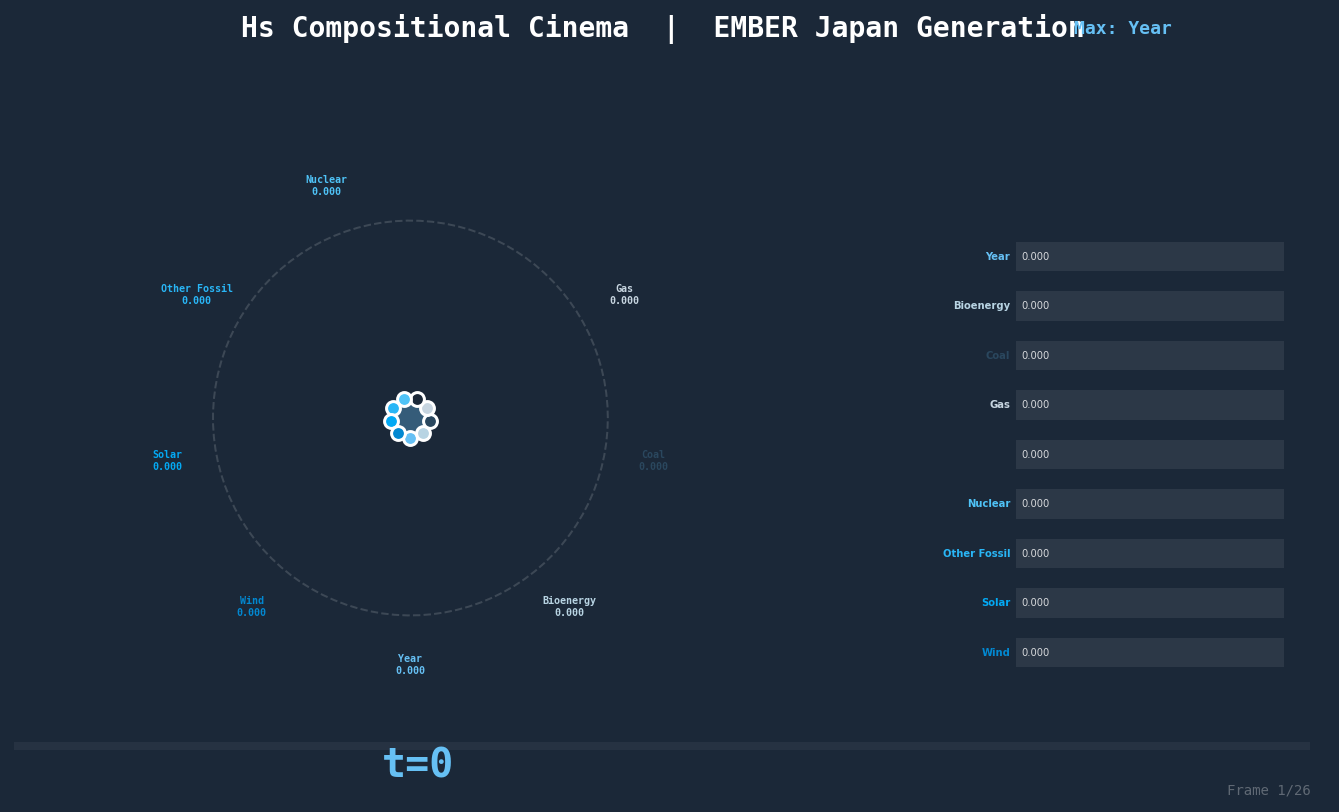 Hs Compositional Cinema | EMBER Japan Generation
Max: Year
Nuclear
0.000
Other Fossil
0.000
Gas
0.000
Solar
0.000
Coal
0.000
Wind
0.000
Bioenergy
0.000
Year
0.000
Year 0.000
Bioenergy 0.000
Coal 0.000
Gas 0.000
0.000
Nuclear 0.000
Other Fossil 0.000
Solar 0.000
Wind 0.000
t=0
Frame 1/26